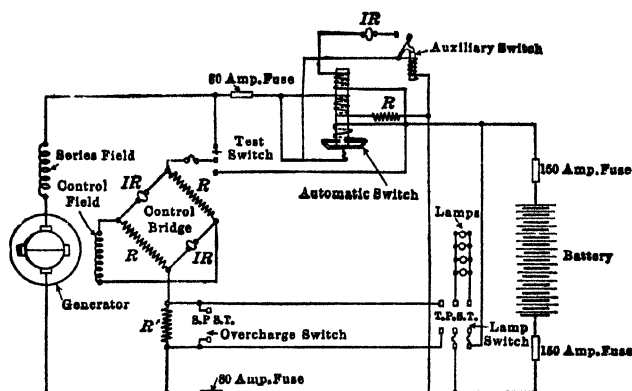 IR
Auxiliary Switch
60 Amp.Fuse
R
Test
Switch
Series Field
Control
Field
IR
R
Automatic Switch
150 Amp.Fuse
Control
Bridge
Lamps
R
IR
Battery
Generator
S.P.S.T.
T.P.S.T.
R'
Overcharge Switch
Lamp
Switch
150 Amp.Fuse
80 Amp.Fuse